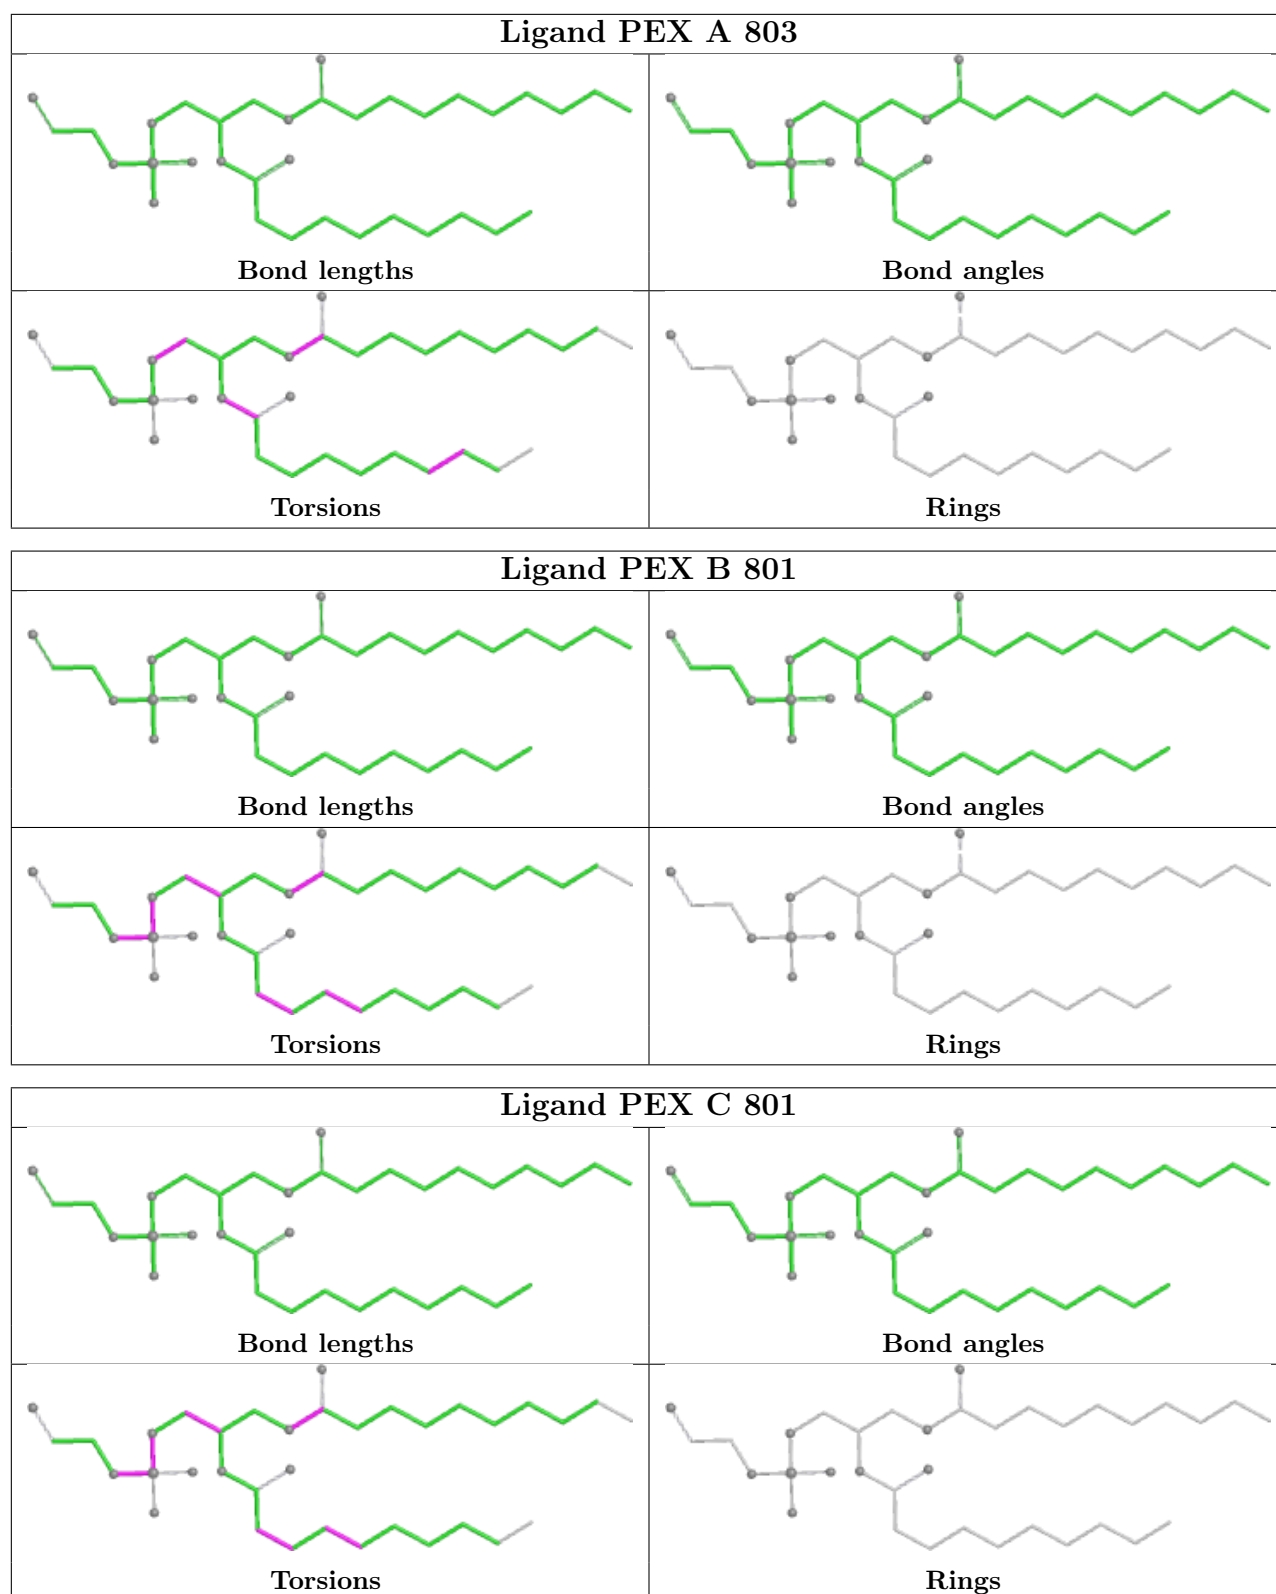 Ligand PEX A 803
Bond lengths
Bond angles
Torsions
Rings
Ligand PEX B 801
Bond lengths
Bond angles
Torsions
Rings
Ligand PEX C 801
Bond lengths
Bond angles
Torsions
Rings